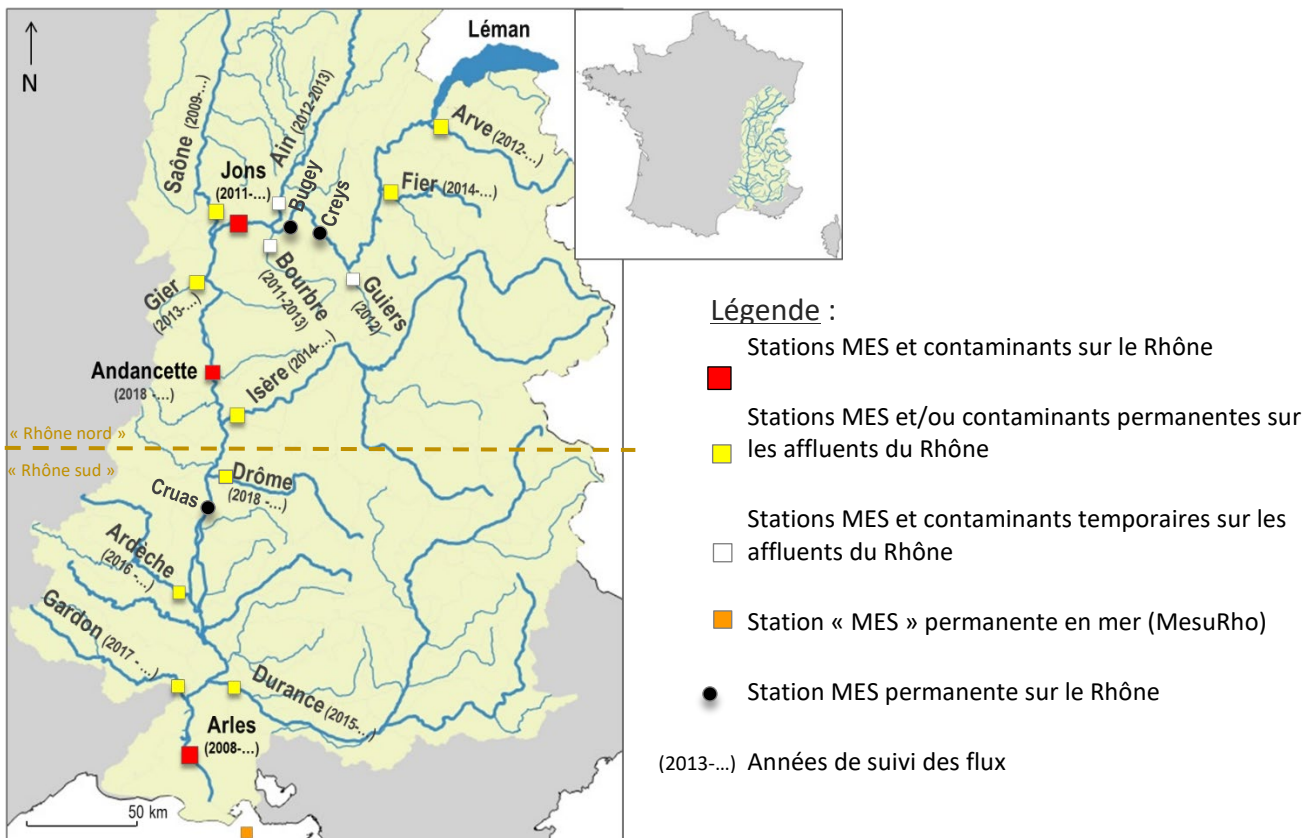 Léman
N
Saône (2009-...)
Ain (2012-2013)
Arve (2012-...)
Jons
(2011-...)
Bugey
Creys
Fier (2014-...)
Gier
(2013-...)
Bourbre
(2011-2013)
Guiers
(2012)
Andancette
(2018 -...)
Isère (2014-...)
« Rhône nord »
« Rhône sud »
Drôme
(2018 -...)
Cruas
Ardèche
(2016 -...)
Gardon (2017 -...)
Durance (2015-...)
Arles
(2008-...)
50 km
Légende :
Stations MES et contaminants sur le Rhône
Stations MES et/ou contaminants permanentes sur
les affluents du Rhône
Stations MES et contaminants temporaires sur les
affluents du Rhône
Station « MES » permanente en mer (MesuRho)
Station MES permanente sur le Rhône
(2013-...) Années de suivi des flux